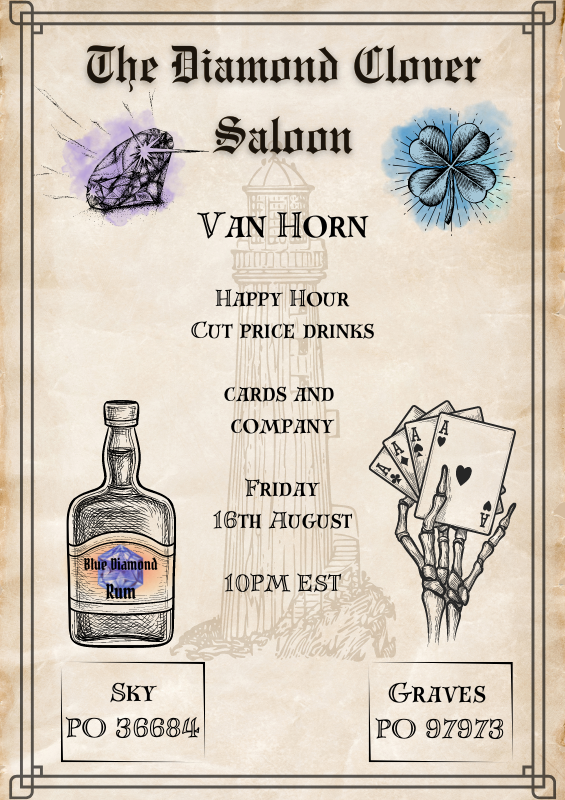 The Diamond Clover
Saloon
Van Horn
Happy Hour
Cut price drinks
cards and
company
Friday
16th August
10PM EST
Blue Diamond
Rum
A
A
A
A
A
Sky
PO 36684
Graves
PO 97973